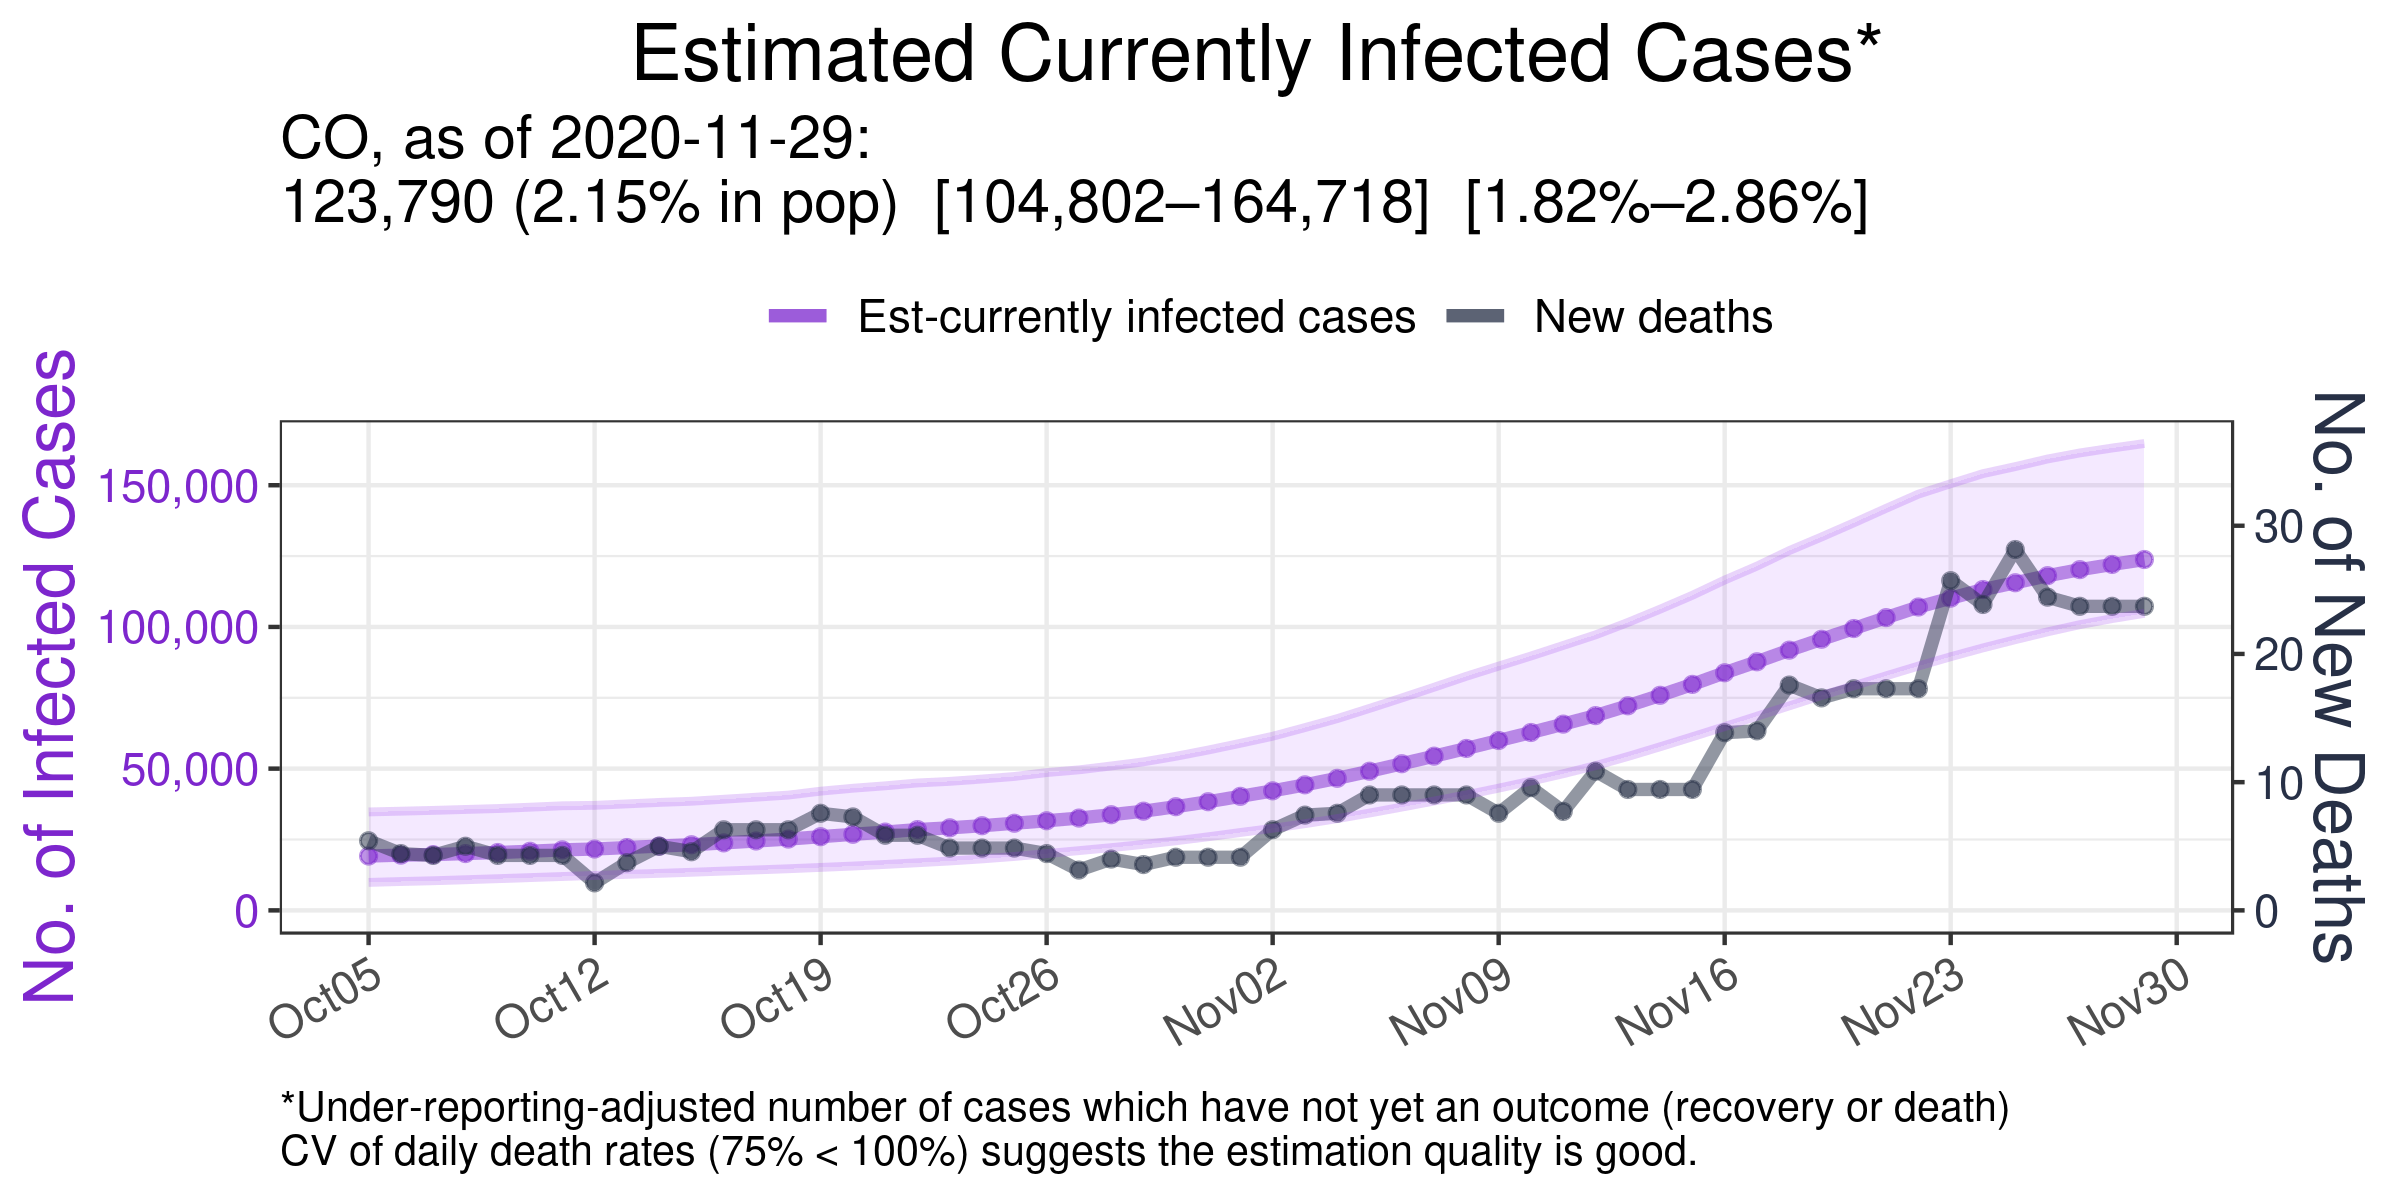 Estimated Currently Infected Cases*
CO, as of 2020-11-29:
123,790 (2.15% in pop)  [104,802–164,718]  [1.82%–2.86%]
Est-currently infected cases
New deaths
No. of Infected Cases
150,000
100,000
50,000
0
30
20
10
0
No. of New Deaths
Oct05
Oct12
Oct19
Oct26
Nov02
Nov09
Nov16
Nov23
Nov30
*Under-reporting-adjusted number of cases which have not yet an outcome (recovery or death)
CV of daily death rates (75% < 100%) suggests the estimation quality is good.